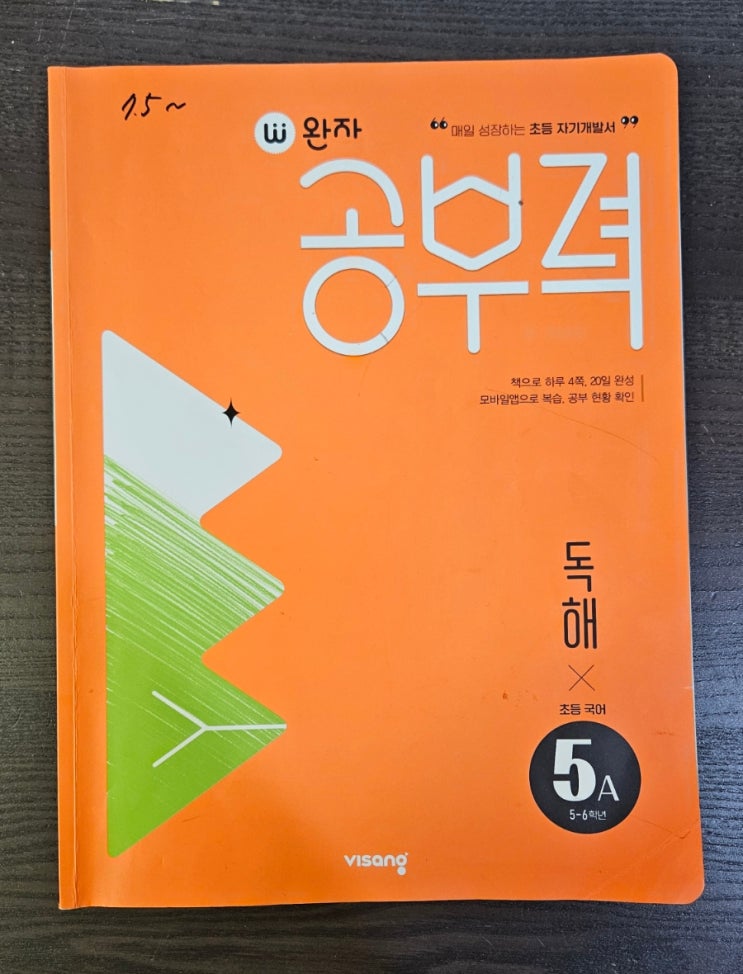 1.5~
완자
“매일 성장하는 초등 자기개발서”
공부력
책으로 하루 4쪽, 20일 완성
모바일앱으로 복습, 공부 현황 확인
독해
×
초등 국어
5A
5-6학년
visang